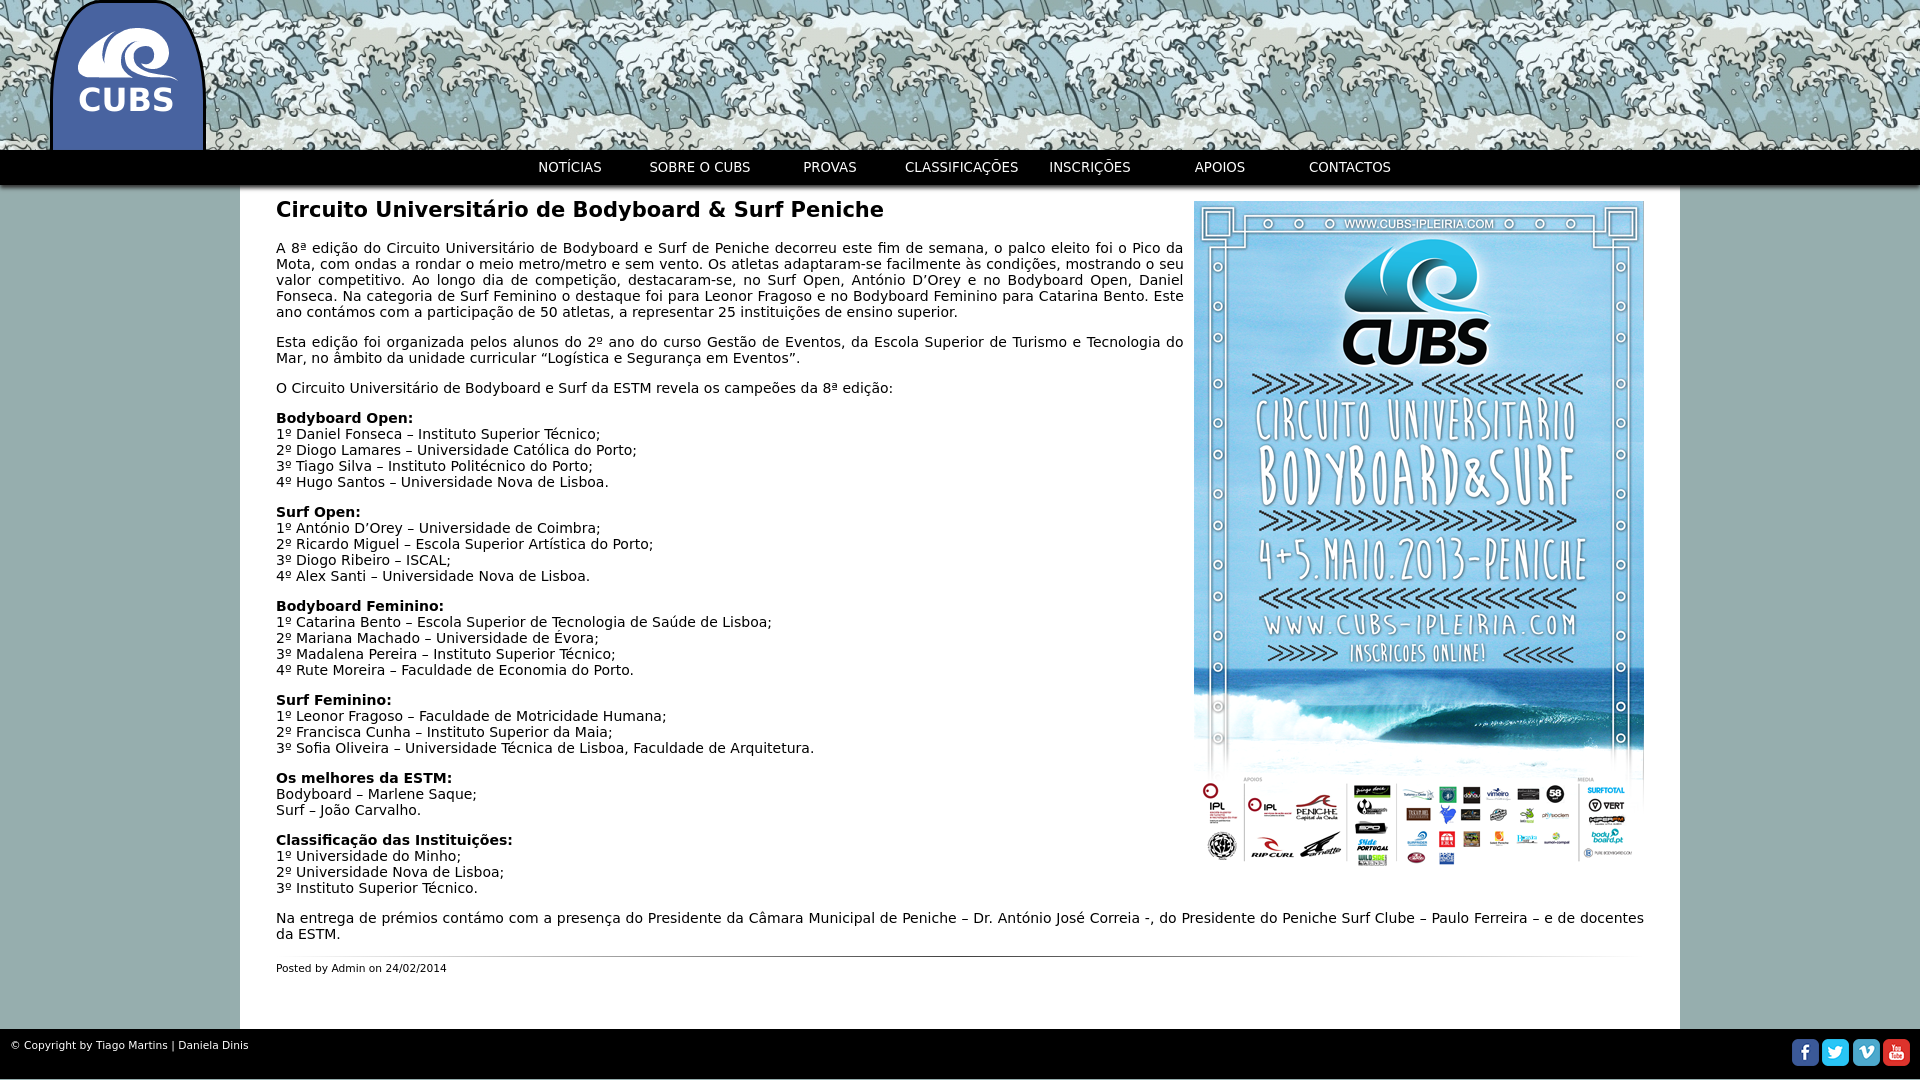 CUBS
NOTÍCIAS
SOBRE O CUBS
PROVAS
CLASSIFICAÇÕES
INSCRIÇÕES
APOIOS
CONTACTOS
Circuito Universitário de Bodyboard & Surf Peniche
A 8ª edição do Circuito Universitário de Bodyboard e Surf de Peniche decorreu este fim de semana, o palco eleito foi o Pico da
Mota, com ondas a rondar o meio metro/metro e sem vento. Os atletas adaptaram-se facilmente às condições, mostrando o seu
valor competitivo. Ao longo dia de competição, destacaram-se, no Surf Open, António D’Orey e no Bodyboard Open, Daniel
Fonseca. Na categoria de Surf Feminino o destaque foi para Leonor Fragoso e no Bodyboard Feminino para Catarina Bento. Este
ano contámos com a participação de 50 atletas, a representar 25 instituições de ensino superior.
Esta edição foi organizada pelos alunos do 2º ano do curso Gestão de Eventos, da Escola Superior de Turismo e Tecnologia do
Mar, no âmbito da unidade curricular “Logística e Segurança em Eventos”.
O Circuito Universitário de Bodyboard e Surf da ESTM revela os campeões da 8ª edição:
Bodyboard Open:
1º Daniel Fonseca – Instituto Superior Técnico;
2º Diogo Lamares – Universidade Católica do Porto;
3º Tiago Silva – Instituto Politécnico do Porto;
4º Hugo Santos – Universidade Nova de Lisboa.
Surf Open:
1º António D’Orey – Universidade de Coimbra;
2º Ricardo Miguel – Escola Superior Artística do Porto;
3º Diogo Ribeiro – ISCAL;
4º Alex Santi – Universidade Nova de Lisboa.
Bodyboard Feminino:
1º Catarina Bento – Escola Superior de Tecnologia de Saúde de Lisboa;
2º Mariana Machado – Universidade de Évora;
3º Madalena Pereira – Instituto Superior Técnico;
4º Rute Moreira – Faculdade de Economia do Porto.
Surf Feminino:
1º Leonor Fragoso – Faculdade de Motricidade Humana;
2º Francisca Cunha – Instituto Superior da Maia;
3º Sofia Oliveira – Universidade Técnica de Lisboa, Faculdade de Arquitetura.
Os melhores da ESTM:
Bodyboard – Marlene Saque;
Surf – João Carvalho.
Classificação das Instituições:
1º Universidade do Minho;
2º Universidade Nova de Lisboa;
3º Instituto Superior Técnico.
Na entrega de prémios contámo com a presença do Presidente da Câmara Municipal de Peniche – Dr. António José Correia -, do Presidente do Peniche Surf Clube – Paulo Ferreira – e de docentes
da ESTM.
Posted by Admin on 24/02/2014
WWW.CUBS-IPLEIRIA.COM
CUBS
CIRCUITO UNIVERSITARIO
BODYBOARD&SURF
4+5.MAIO.2013-PENICHE
WWW.CUBS-IPLEIRIA.COM
INSCRICOES ONLINE!
APOIOS
MEDIA
IPL
IPL
PENICHE
Capital da Onda
RIP CURL
Slide
PORTUGAL
vimeiro
58
SURFTOTAL
VERT
body
board.pt
© Copyright by Tiago Martins | Daniela Dinis
You
Tube